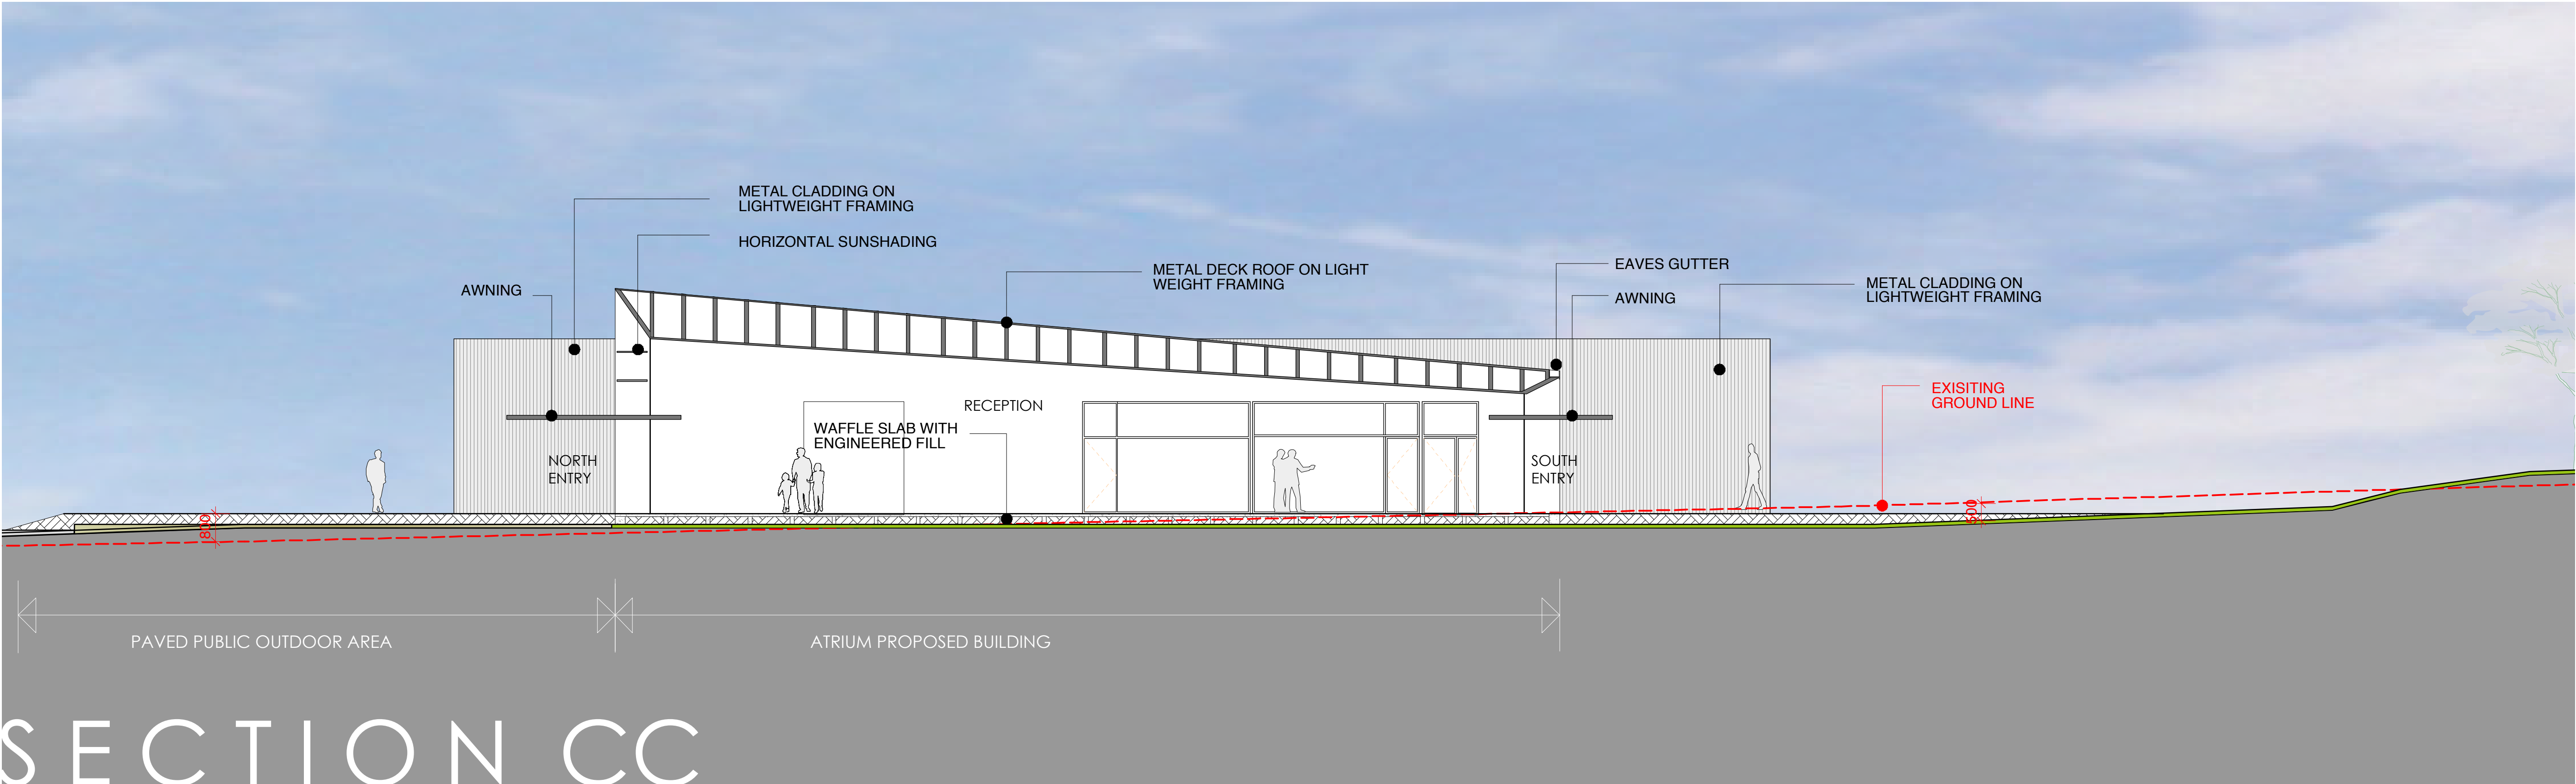 METAL CLADDING ON
LIGHTWEIGHT FRAMING
HORIZONTAL SUNSHADING
AWNING
METAL DECK ROOF ON LIGHT
WEIGHT FRAMING
EAVES GUTTER
AWNING
METAL CLADDING ON
LIGHTWEIGHT FRAMING
EXISITING
GROUND LINE
RECEPTION
WAFFLE SLAB WITH
ENGINEERED FILL
NORTH
ENTRY
SOUTH
ENTRY
800
500
PAVED PUBLIC OUTDOOR AREA
ATRIUM PROPOSED BUILDING
SECTION CC